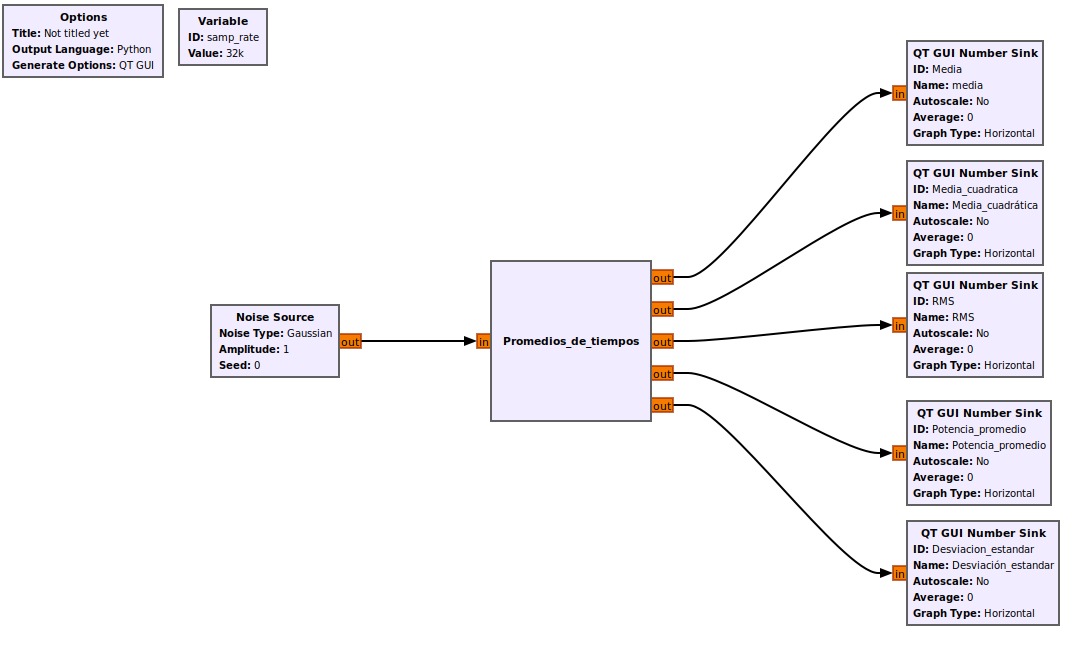 Options
Title: Not titled yet
Output Language: Python
Generate Options: QT GUI
Variable
ID: samp_rate
Value: 32k
Noise Source
Noise Type: Gaussian
Amplitude: 1
Seed: 0
out
in
Promedios_de_tiempos
out
out
out
out
out
in
QT GUI Number Sink
ID: Media
Name: media
Autoscale: No
Average: 0
Graph Type: Horizontal
in
QT GUI Number Sink
ID: Media_cuadratica
Name: Media_cuadrática
Autoscale: No
Average: 0
Graph Type: Horizontal
in
QT GUI Number Sink
ID: RMS
Name: RMS
Autoscale: No
Average: 0
Graph Type: Horizontal
in
QT GUI Number Sink
ID: Potencia_promedio
Name: Potencia_promedio
Autoscale: No
Average: 0
Graph Type: Horizontal
in
QT GUI Number Sink
ID: Desviacion_estandar
Name: Desviación_estandar
Autoscale: No
Average: 0
Graph Type: Horizontal